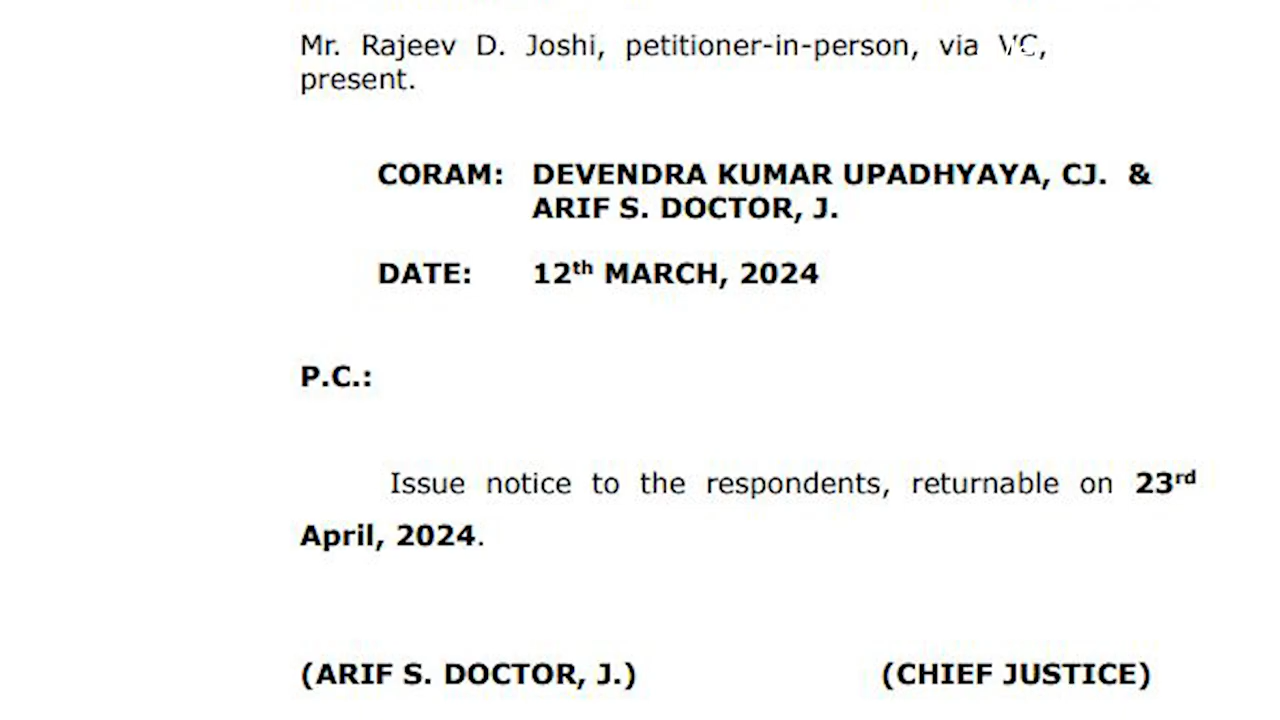 Mr. Rajeev D. Joshi, petitioner-in-person, via VC,
present.
CORAM: DEVENDRA KUMAR UPADHYAYA, CJ. &
ARIF S. DOCTOR, J.
DATE: 12th MARCH, 2024
P.C.:
Issue notice to the respondents, returnable on 23rd
April, 2024.
(ARIF S. DOCTOR, J.) (CHIEF JUSTICE)